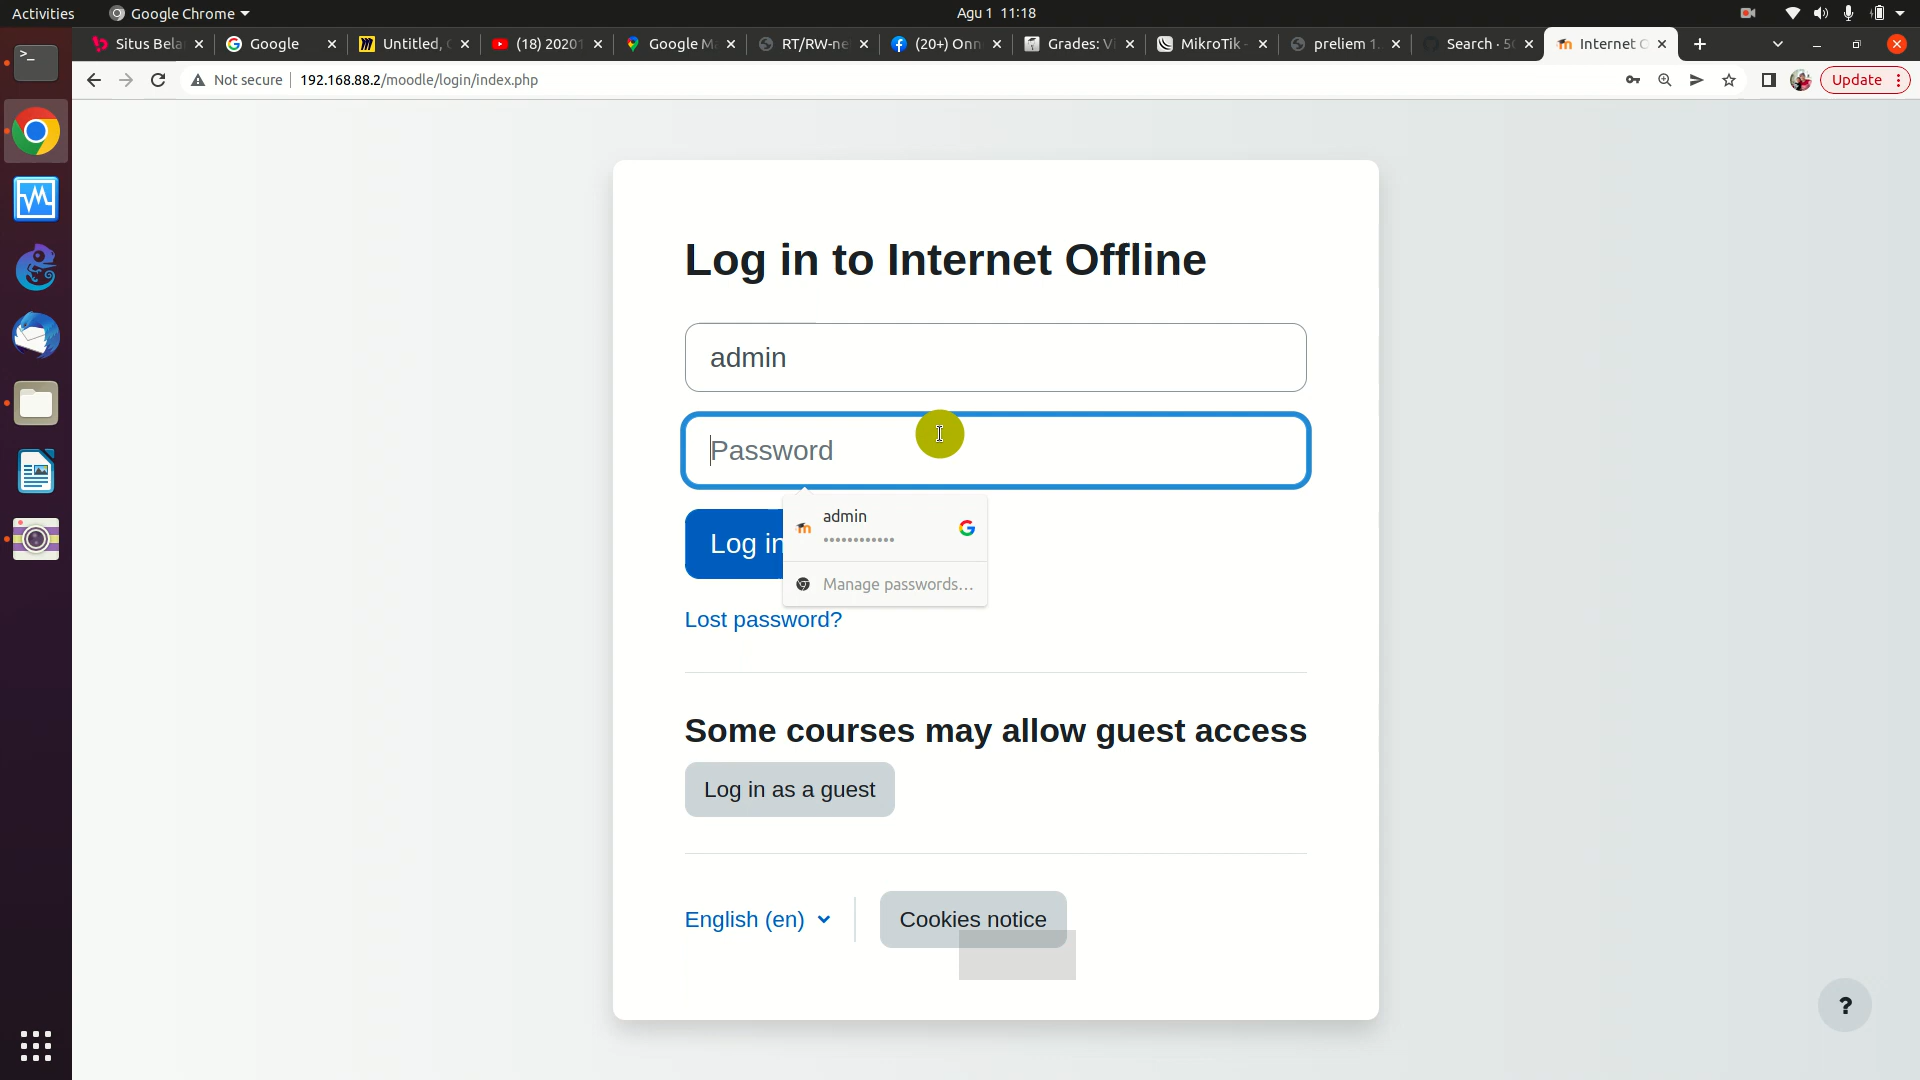 Activities
Google Chrome
Agu 1 11:18
Situs Bela
Google
Untitled,
(18) 20201
Google M
RT/RW-ne
(20+) Onn
Grades: Vi
MikroTik -
preliem 1.
Search · 5
Internet O
Not secure
192.168.88.2/moodle/login/index.php
Update
Log in to Internet Offline
admin
Password
Log in
admin
••••••••••••
Manage passwords...
Lost password?
Some courses may allow guest access
Log in as a guest
English (en)
Cookies notice
?